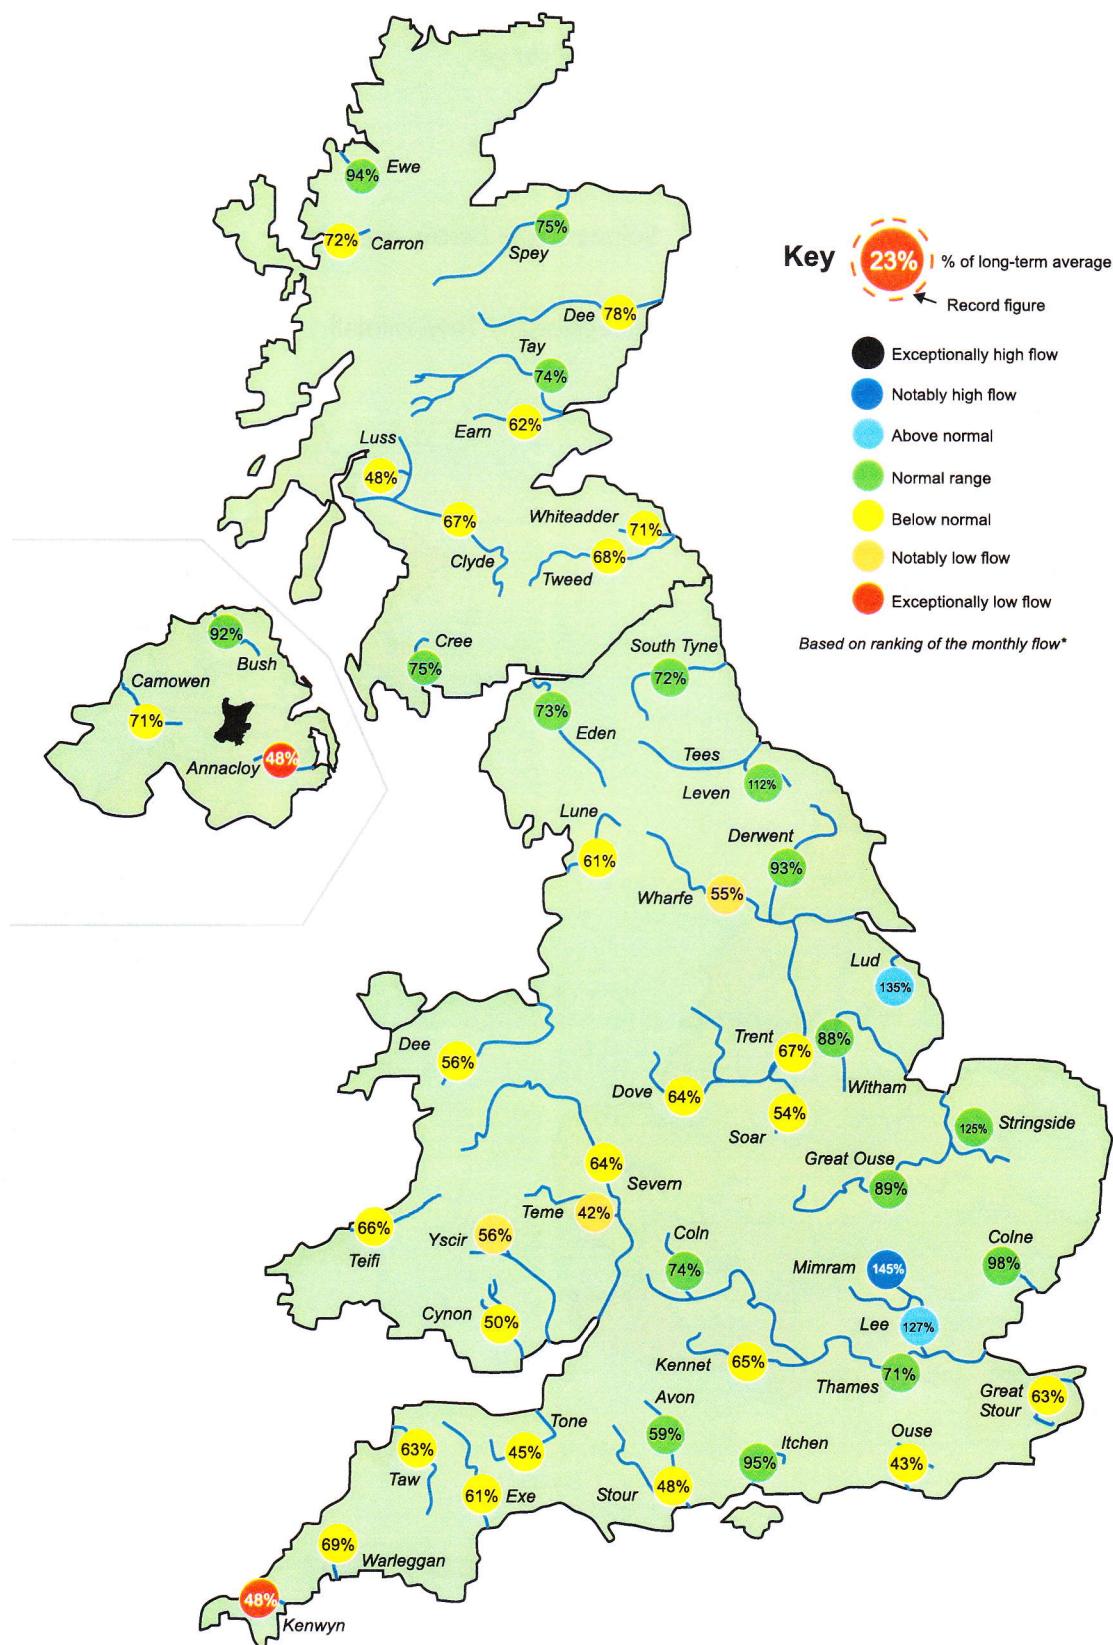 Ewe
94%
72%
Carron
75%
Spey
Key
23%
% of long-term average
Record figure
Dee
78%
Tay
74%
Exceptionally high flow
Notably high flow
Earn
62%
Above normal
Luss
48%
Normal range
Whiteadder
67%
71%
Below normal
Clyde
68%
Tweed
Notably low flow
Exceptionally low flow
Based on ranking of the monthly flow*
92%
Bush
Cree
75%
South Tyne
72%
Camowen
71%
73%
Eden
Annacloy
48%
Tees
Leven
112%
Lune
61%
Derwent
93%
Wharfe
55%
Lud
135%
Dee
56%
Trent
67%
88%
Witham
Dove
64%
54%
Soar
125%
Stringside
Great Ouse
89%
64%
Severn
Teme
42%
66%
Teifi
Yscir
56%
Coln
74%
Mimram
145%
Colne
98%
Cynon
50%
Lee
127%
Kennet
65%
Thames
71%
Great
Stour
63%
Avon
59%
Tone
45%
63%
Taw
Itchen
95%
Ouse
43%
61%
Exe
Stour
48%
69%
Warleggan
48%
Kenwyn